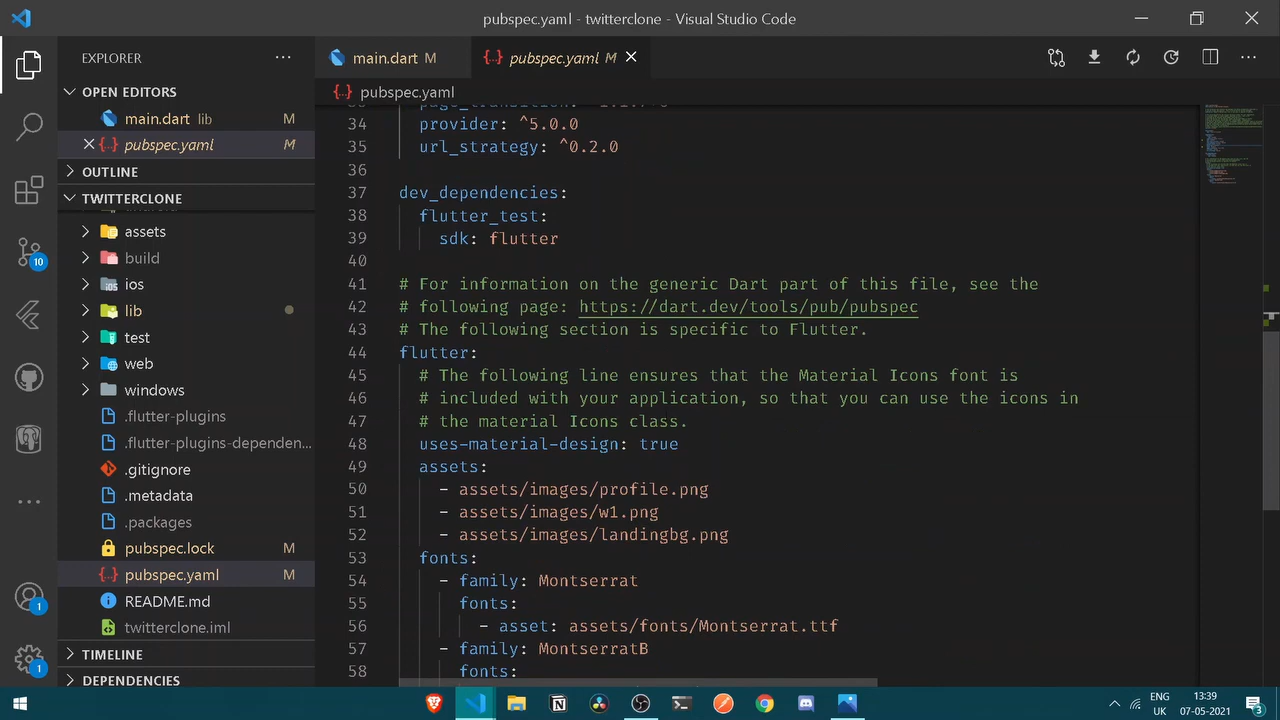 pubspec.yaml - twitterclone - Visual Studio Code
EXPLORER
OPEN EDITORS
main.dart lib M
pubspec.yaml M
OUTLINE
TWITTERCLONE
assets
build
ios
lib
test
web
windows
.flutter-plugins
.flutter-plugins-dependen...
.gitignore
.metadata
.packages
pubspec.lock M
pubspec.yaml M
README.md
twitterclone.iml
TIMELINE
DEPENDENCIES
10
1
1
main.dart M
pubspec.yaml M
pubspec.yaml
34 provider: ^5.0.0
35 url_strategy: ^0.2.0
36
37 dev_dependencies:
38 flutter_test:
39 sdk: flutter
40
41 # For information on the generic Dart part of this file, see the
42 # following page: https://dart.dev/tools/pub/pubspec
43 # The following section is specific to Flutter.
44 flutter:
45 # The following line ensures that the Material Icons font is
46 # included with your application, so that you can use the icons in
47 # the material Icons class.
48 uses-material-design: true
49 assets:
50 - assets/images/profile.png
51 - assets/images/w1.png
52 - assets/images/landingbg.png
53 fonts:
54 - family: Montserrat
55 fonts:
56 - asset: assets/fonts/Montserrat.ttf
57 - family: MontserratB
58 fonts:
ENG
UK
13:39
07-05-2021
3